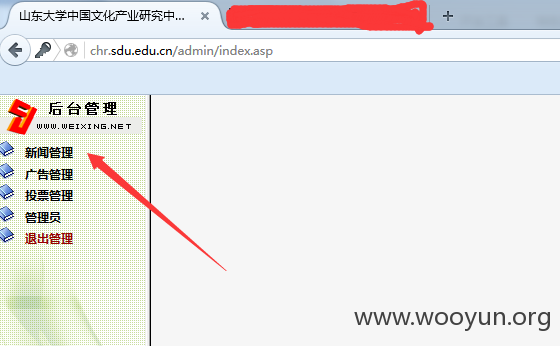 山东大学中国文化产业研究中...
chr.sdu.edu.cn/admin/index.asp
后台管理
WWW.WEIXING.NET
新闻管理
广告管理
投票管理
管理员
退出管理
www.wooyun.org